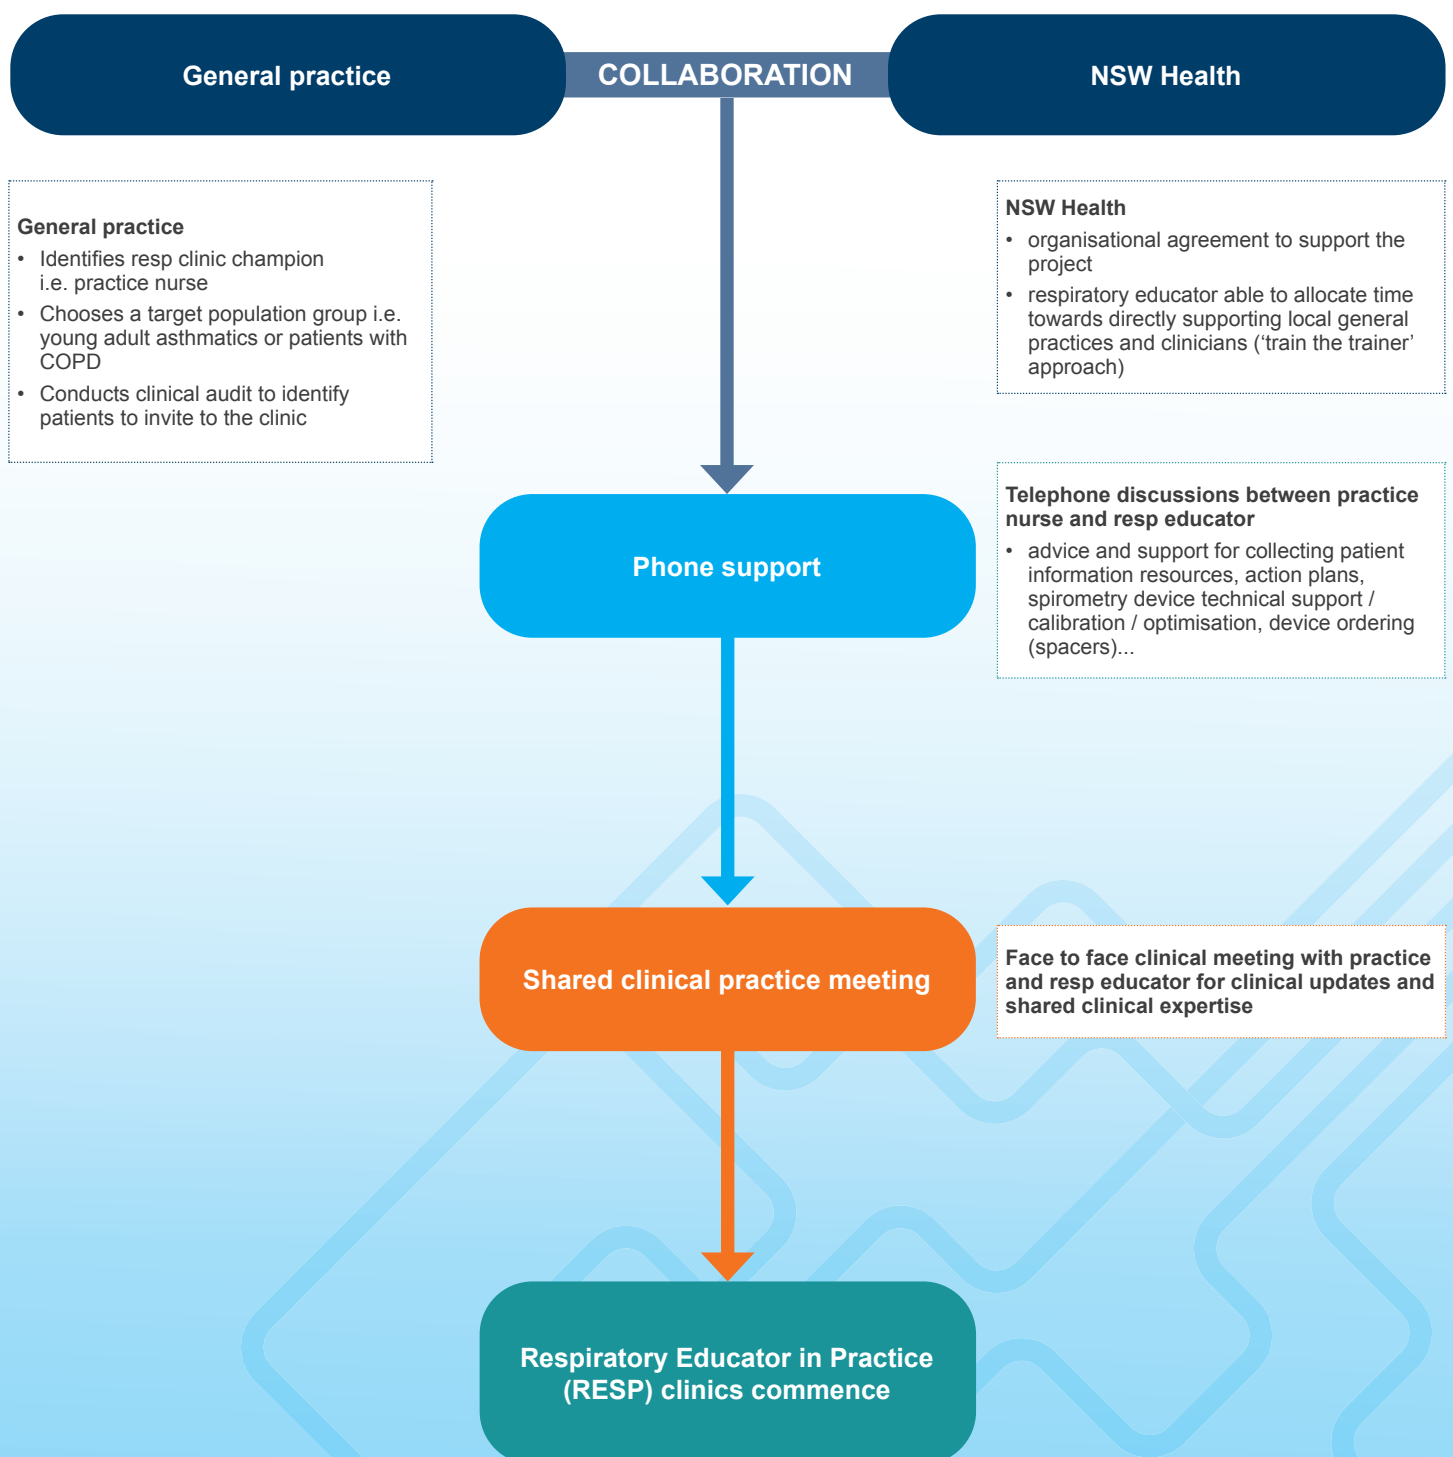 General practice
COLLABORATION
NSW Health
General practice
• Identifies resp clinic champion
i.e. practice nurse
• Chooses a target population group i.e.
young adult asthmatics or patients with
COPD
• Conducts clinical audit to identify
patients to invite to the clinic
NSW Health
• organisational agreement to support the
project
• respiratory educator able to allocate time
towards directly supporting local general
practices and clinicians (‘train the trainer’
approach)
Phone support
Telephone discussions between practice
nurse and resp educator
• advice and support for collecting patient
information resources, action plans,
spirometry device technical support /
calibration / optimisation, device ordering
(spacers)...
Shared clinical practice meeting
Face to face clinical meeting with practice
and resp educator for clinical updates and
shared clinical expertise
Respiratory Educator in Practice
(RESP) clinics commence